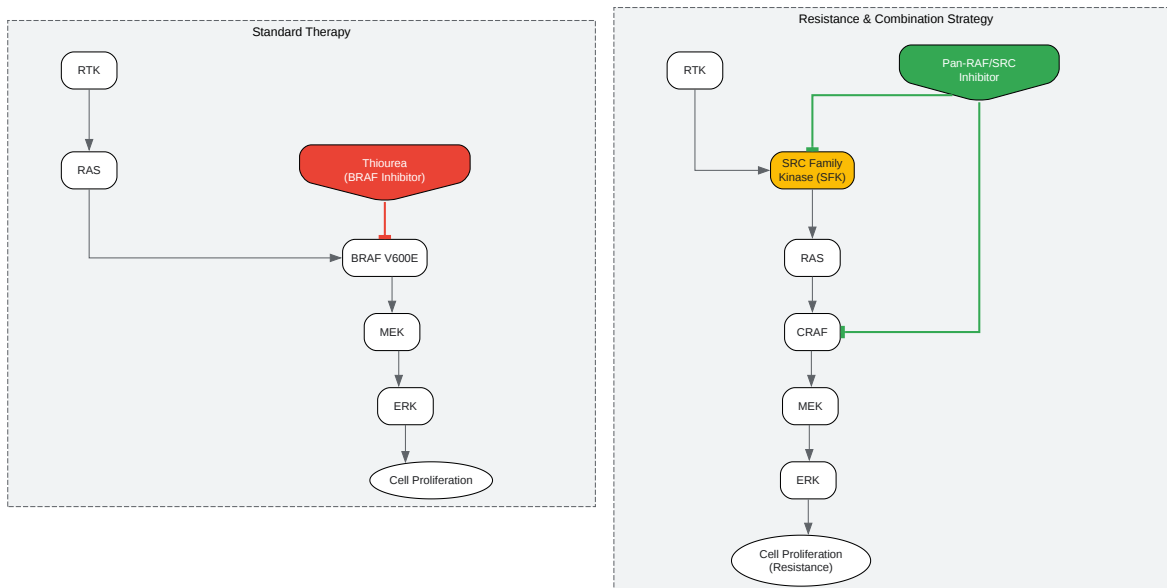 Standard Therapy
RTK
RAS
Thiourea
(BRAF Inhibitor)
BRAF V600E
MEK
ERK
Cell Proliferation
Resistance & Combination Strategy
RTK
Pan-RAF/SRC
Inhibitor
SRC Family
Kinase (SFK)
RAS
CRAF
MEK
ERK
Cell Proliferation
(Resistance)